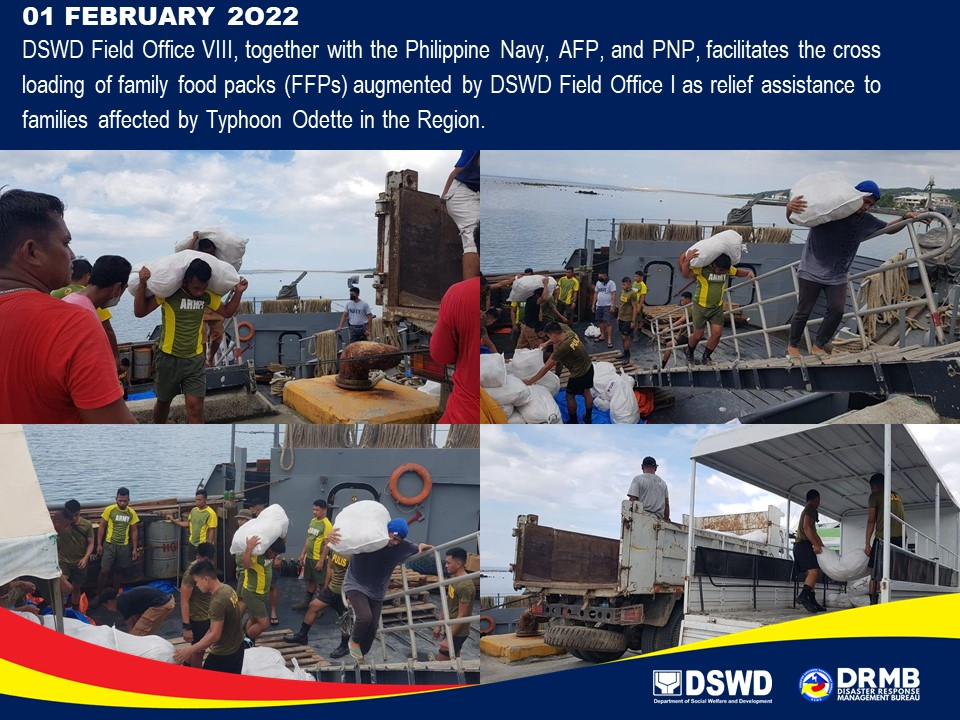 01 FEBRUARY 2O22
DSWD Field Office VIII, together with the Philippine Navy, AFP, and PNP, facilitates the cross
loading of family food packs (FFPs) augmented by DSWD Field Office I as relief assistance to
families affected by Typhoon Odette in the Region.
ARMY
ARMY
DSWD
Department of Social Welfare and Development
DRMB
DISASTER RESPONSE
MANAGEMENT BUREAU